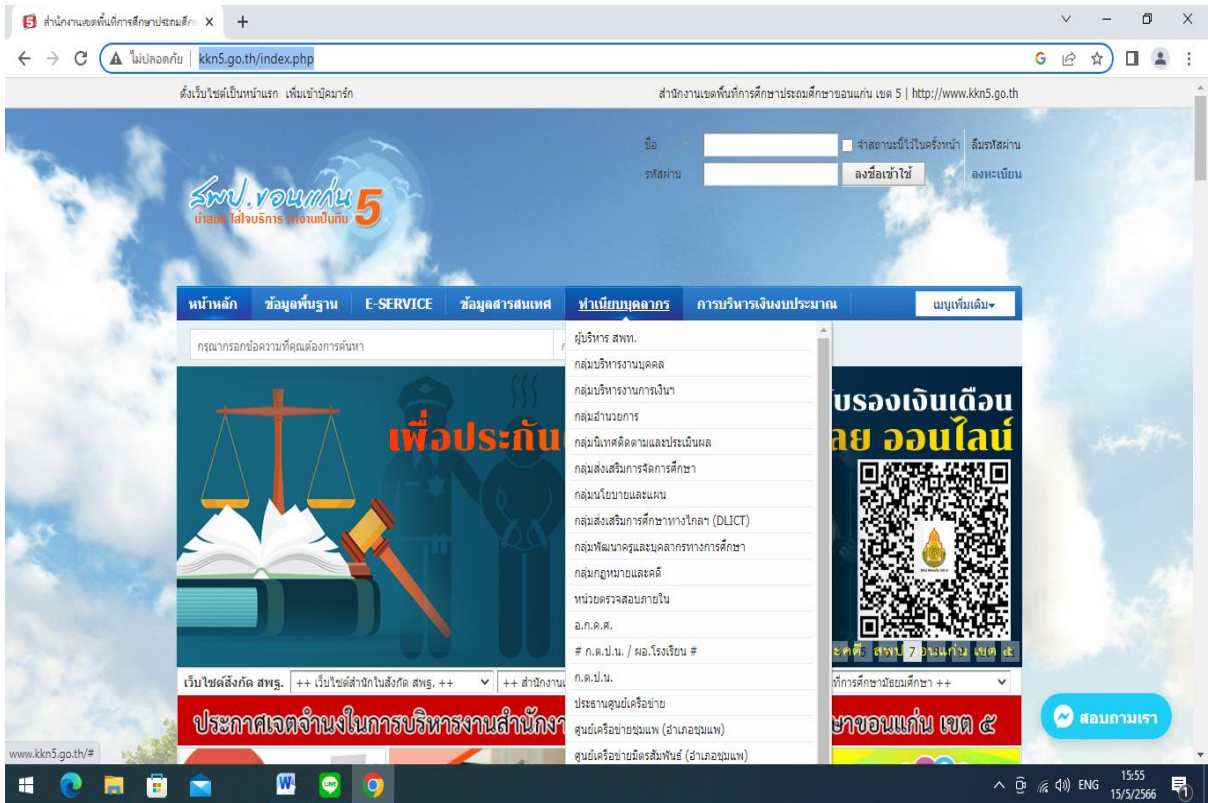 สำนักงานเขตพื้นที่การศึกษาประถมศึก
ไม่ปลอดภัย kkn5.go.th/index.php
ตั้งเว็บไซต์เป็นหน้าแรก เพิ่มเข้าบุ๊คมาร์ก
สำนักงานเขตพื้นที่การศึกษาประถมศึกษาขอนแก่น เขต 5 | http://www.kkn5.go.th
ชื่อ จำสถานะนี้ไว้ในครั้งหน้า ลืมรหัสผ่าน
รหัสผ่าน ลงชื่อเข้าใช้ ลงทะเบียน
สพป.ขอนแก่น 5
ใส่ใจบริการ ทำงานเป็นทีม
หน้าหลัก ข้อมูลพื้นฐาน E-SERVICE ข้อมูลสารสนเทศ ทำเนียบบุคลากร การบริหารเงินงบประมาณ เมนูเพิ่มเติม
กรุณากรอกข้อความที่คุณต้องการค้นหา
ผู้บริหาร สพท.
กลุ่มบริหารงานบุคคล
กลุ่มบริหารงานการเงินฯ
กลุ่มอำนวยการ
กลุ่มนิเทศติดตามและประเมินผล
กลุ่มส่งเสริมการจัดการศึกษา
กลุ่มนโยบายและแผน
กลุ่มส่งเสริมการศึกษาทางไกลฯ (DLICT)
กลุ่มพัฒนาครูและบุคลากรทางการศึกษา
กลุ่มกฎหมายและคดี
หน่วยตรวจสอบภายใน
อ.ก.ค.ศ.
# ก.ต.ป.น. / ผอ.โรงเรียน #
ก.ต.ป.น.
ประธานศูนย์เครือข่าย
ศูนย์เครือข่ายชุมแพ (อำเภอชุมแพ)
ศูนย์เครือข่ายมิตรสัมพันธ์ (อำเภอชุมแพ)
เพื่อประกัน
บรองเงินเดือน
ลย ออนไลน์
7
เว็บไซต์สังกัด สพฐ. ++ เว็บไซต์สำนักในสังกัด สพฐ. ++ ++ สำนักงาน ที่การศึกษามัธยมศึกษา ++
ประกาศเจตจำนงในการบริหารงานสำนักง าขอนแก่น เขต ๕
สอบถามเรา
www.kkn5.go.th/#
ENG
15:55
15/5/2566